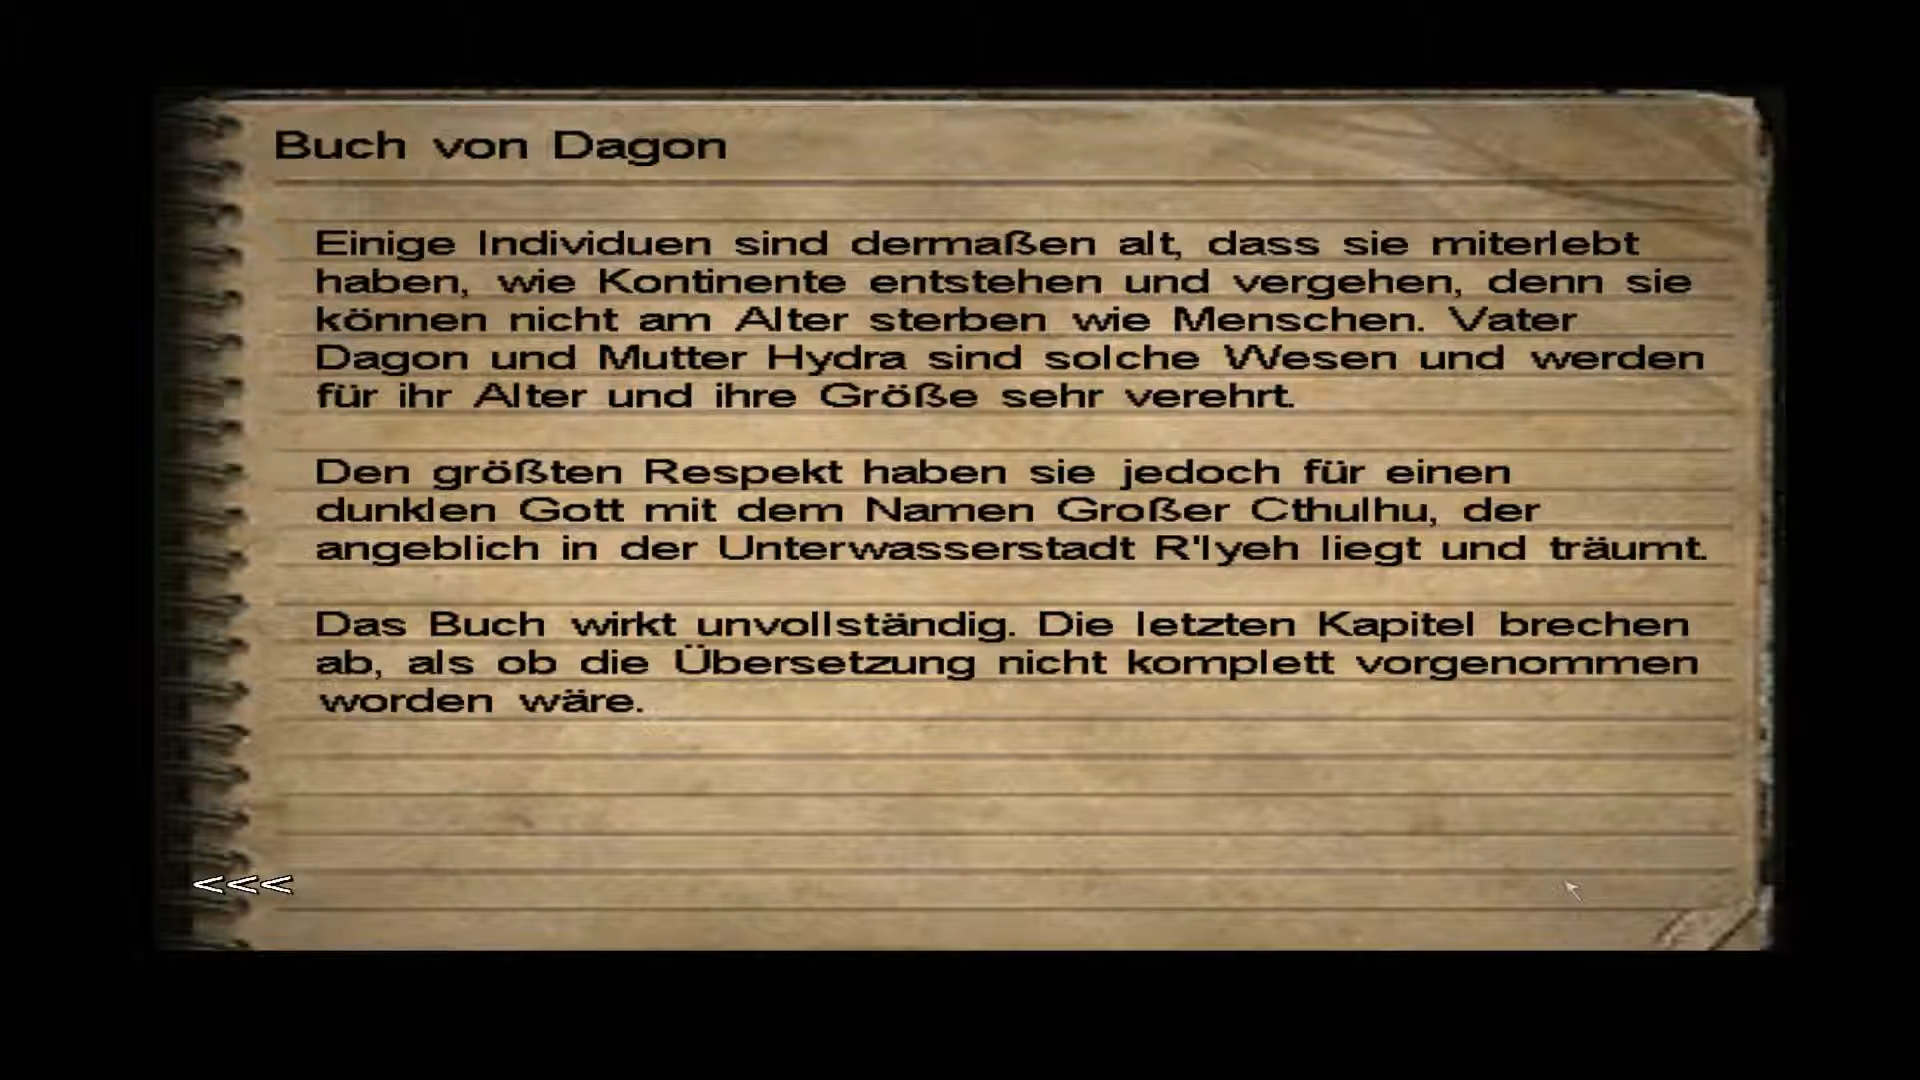 Buch von Dagon
Einige Individuen sind dermaßen alt, dass sie miterlebt
haben, wie Kontinente entstehen und vergehen, denn sie
können nicht am Alter sterben wie Menschen. Vater
Dagon und Mutter Hydra sind solche Wesen und werden
für ihr Alter und ihre Größe sehr verehrt.
Den größten Respekt haben sie jedoch für einen
dunklen Gott mit dem Namen Großer Cthulhu, der
angeblich in der Unterwasserstadt R'lyeh liegt und träumt.
Das Buch wirkt unvollständig. Die letzten Kapitel brechen
ab, als ob die Übersetzung nicht komplett vorgenommen
worden wäre.
<<<